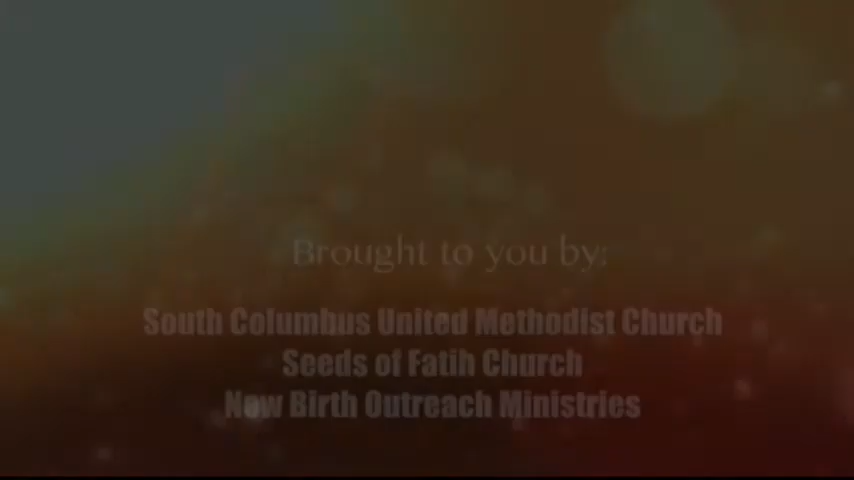 Brought to you by:
South Columbus United Methodist Church
Seeds of Fatih Church
New Birth Outreach Ministries